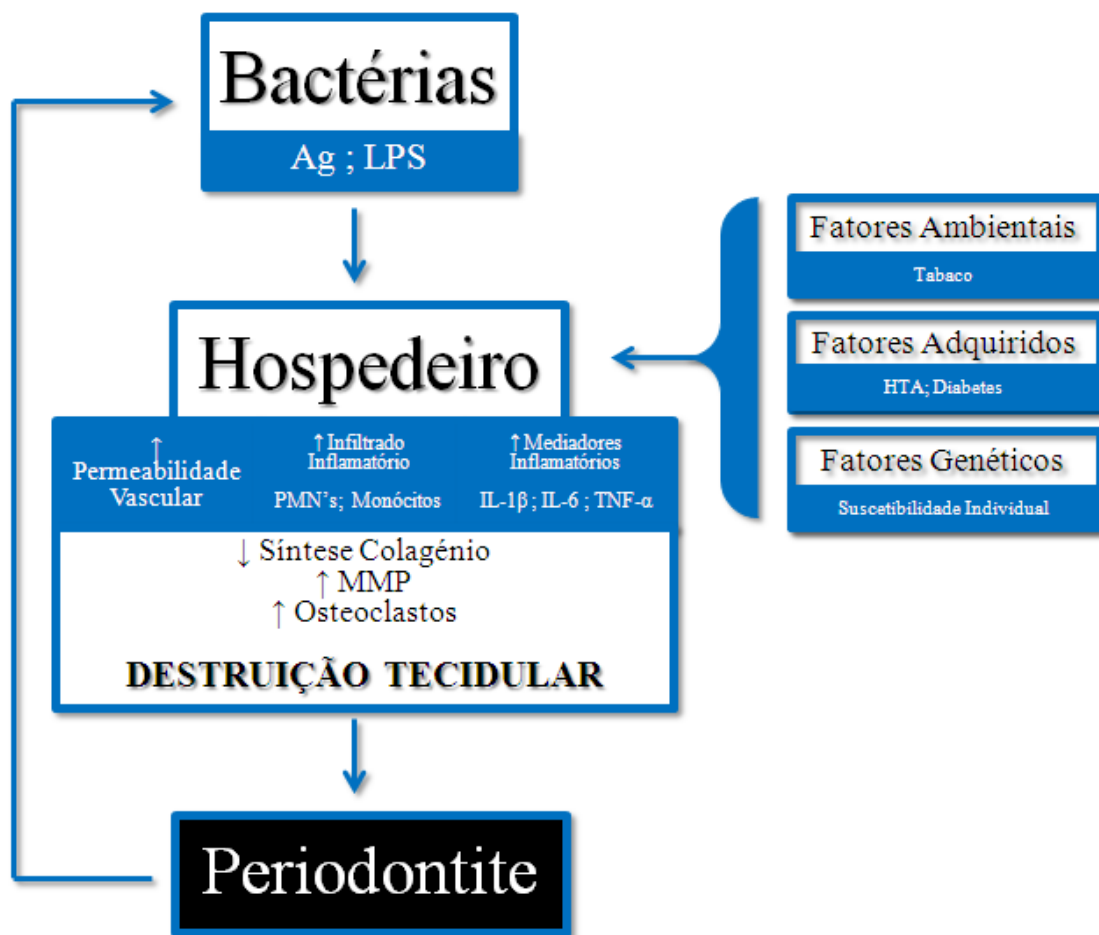 Bactérias
Ag ; LPS
Hospedeiro
↑
Permeabilidade
Vascular
↑Infiltrado
Inflamatório
PMN’s; Monócitos
↑Mediadores
Inflamatórios
IL-1β ; IL-6 ; TNF-α
↓ Síntese Colagénio
↑ MMP
↑ Osteoclastos
DESTRUIÇÃO TECIDULAR
Periodontite
Fatores Ambientais
Tabaco
Fatores Adquiridos
HTA; Diabetes
Fatores Genéticos
Suscetibilidade Individual